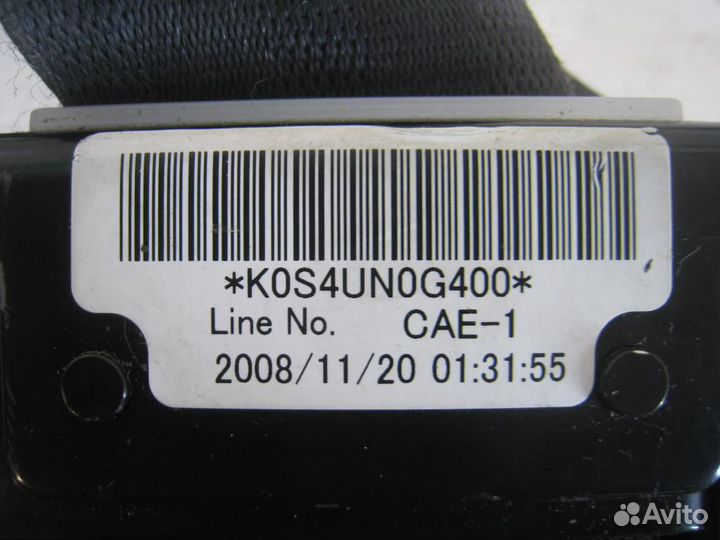 *K0S4UN0G400*
Line No. CAE-1
2008/11/20 01:31:55
Avito